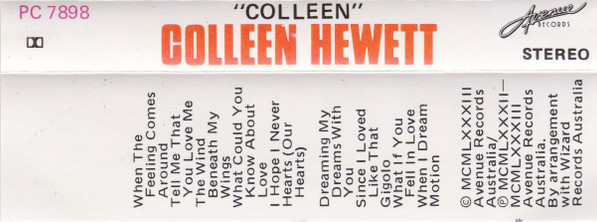 PC 7898
"COLLEEN"
COLLEEN HEWETT
Avenue
RECORDS
STEREO
When The
Feeling Comes
Around
Tell Me That
You Love Me
The Wind
Beneath My
Wings
What Could You
Know About
Love
I Hope I Never
Hearts (Our
Hearts)
Dreaming My
Dreams With
You
Since I Loved
Like That
Gigolo
What If You
Fell In Love
When I Dream
Motion
© MCMLXXXIII
Avenue Records
Australia/
℗ MCMLXXXII—
MCMLXXXIII
Avenue Records
Australia.
By arrangement
with Wizard
Records Australia